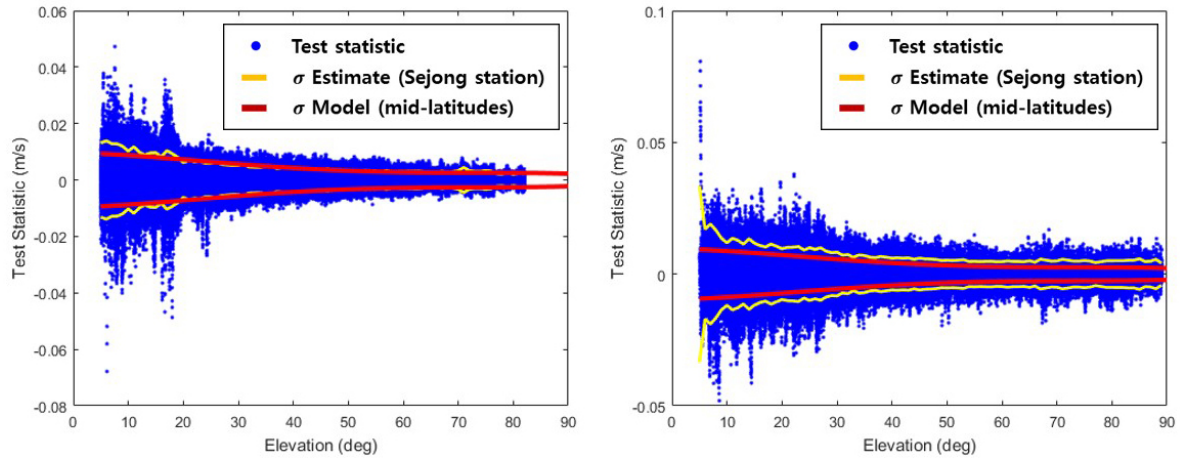 0.06
0.04
0.02
0
-0.02
-0.04
-0.06
-0.08
Test Statistic (m/s)
Test statistic
σ Estimate (Sejong station)
σ Model (mid-latitudes)
0 10 20 30 40 50 60 70 80 90
Elevation (deg)
0.1
0.05
0
-0.05
Test Statistic (m/s)
Test statistic
σ Estimate (Sejong station)
σ Model (mid-latitudes)
0 10 20 30 40 50 60 70 80 90
Elevation (deg)